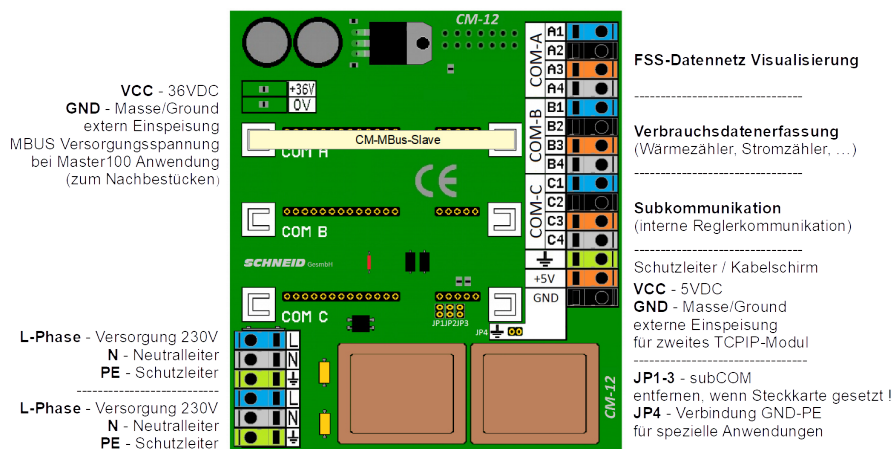 CM-12
VCC - 36VDC
GND - Masse/Ground
extern Einspeisung
MBUS Versorgungsspannung
bei Master100 Anwendung
(zum Nachbestücken)
L-Phase - Versorgung 230V
N - Neutralleiter
PE - Schutzleiter
---------------------------
L-Phase - Versorgung 230V
N - Neutralleiter
PE - Schutzleiter
+36V
0V
CM-MBus-Slave
COM A
CE
COM B
SCHNEID GesmbH
COM C
JP1JP2JP3
JP4
L
N
L
N
CM-12
COM-A
A1
A2
A3
A4
COM-B
B1
B2
B3
B4
COM-C
C1
C2
C3
C4
+5V
GND
FSS-Datennetz Visualisierung
--------------------------------
Verbrauchsdatenerfassung
(Wärmezähler, Stromzähler, ...)
--------------------------------
Subkommunikation
(interne Reglerkommunikation)
--------------------------------
Schutzleiter / Kabelschirm
VCC - 5VDC
GND - Masse/Ground
externe Einspeisung
für zweites TCPIP-Modul
---------------------------------
JP1-3 - subCOM
entfernen, wenn Steckkarte gesetzt !
JP4 - Verbindung GND-PE
für spezielle Anwendungen